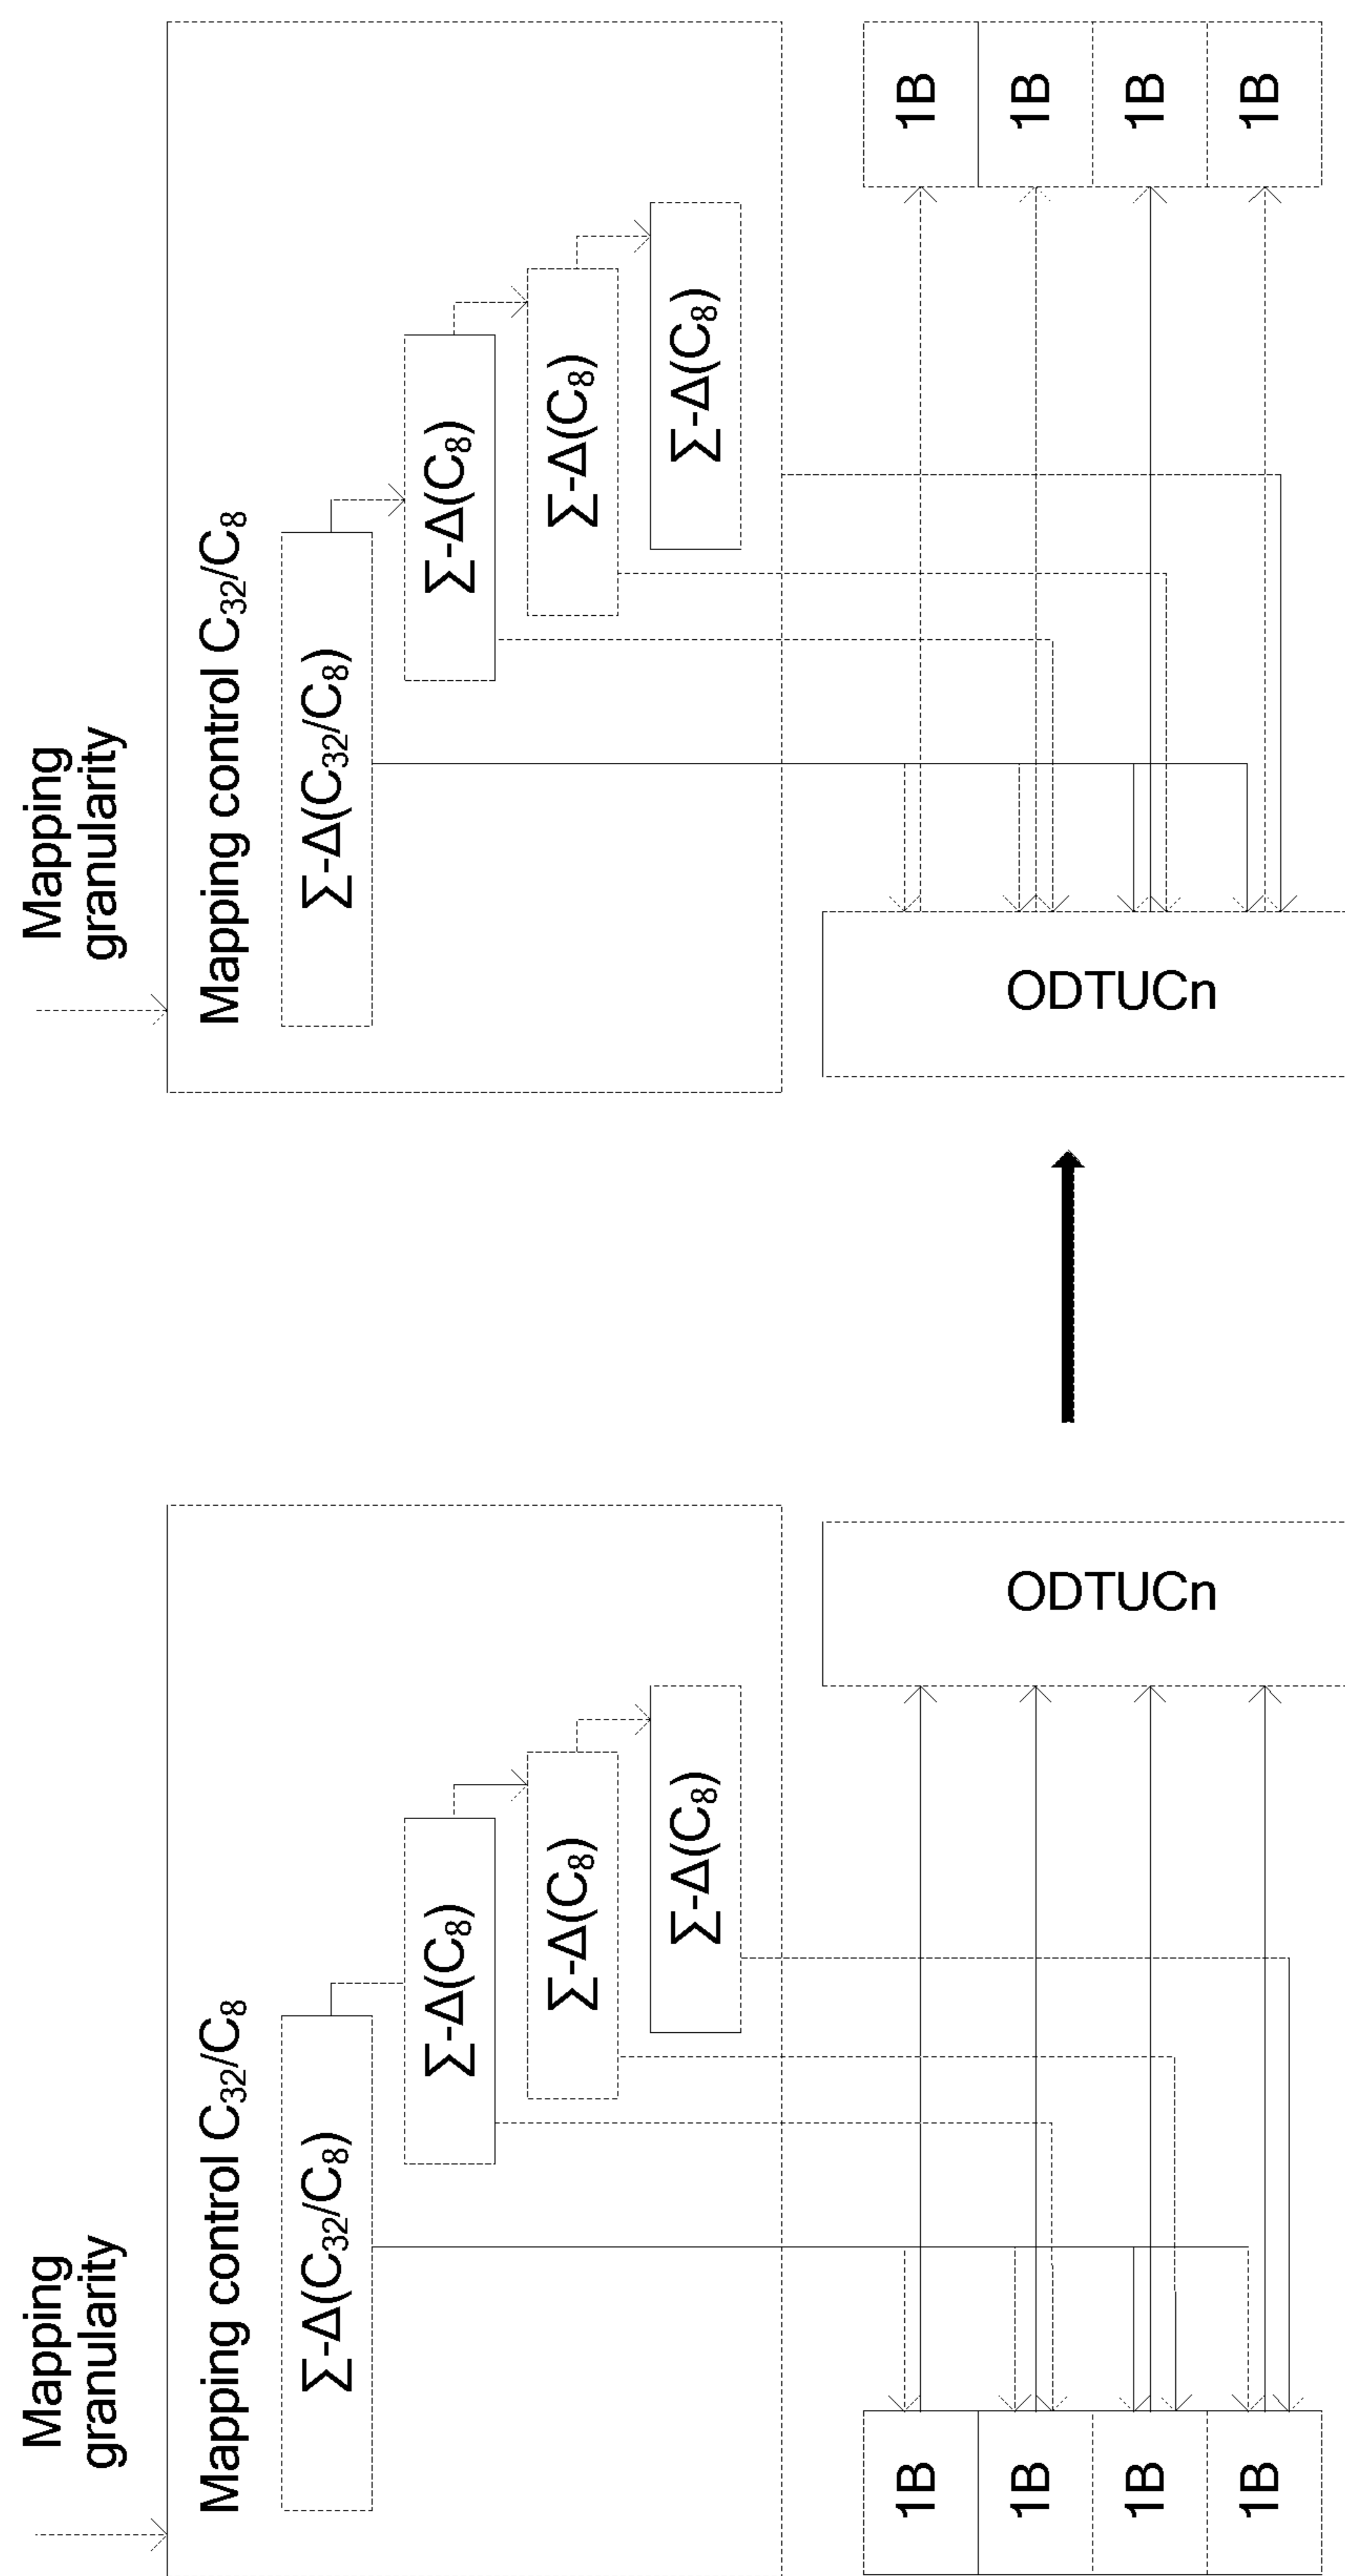 Mapping
granularity
Mapping control C₃₂/C₈
∑-Δ(C₃₂/C₈)
∑-Δ(C₈)
∑-Δ(C₈)
∑-Δ(C₈)
1B
1B
1B
1B
ODTUCn
Mapping
granularity
Mapping control C₃₂/C₈
∑-Δ(C₃₂/C₈)
∑-Δ(C₈)
∑-Δ(C₈)
∑-Δ(C₈)
ODTUCn
1B
1B
1B
1B